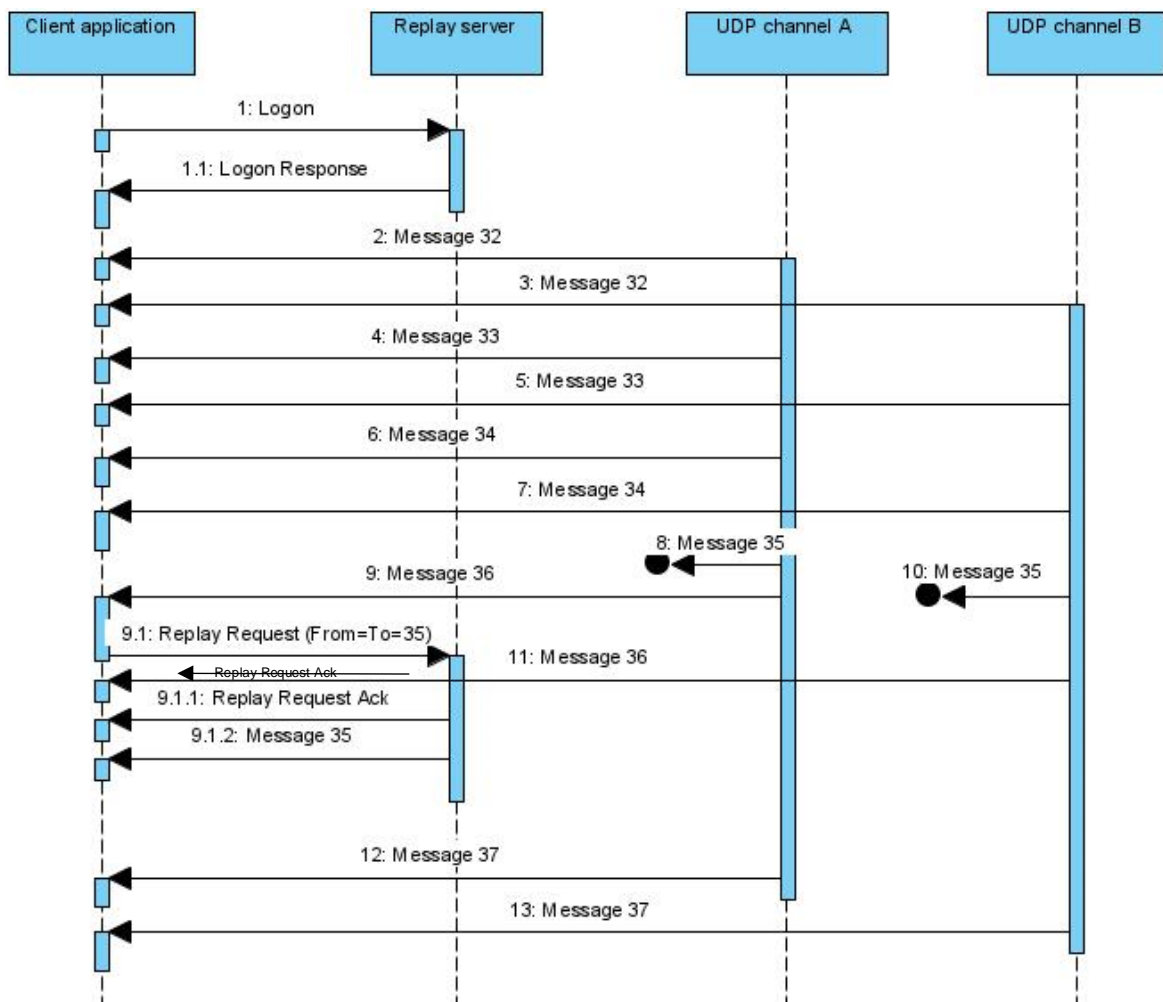 Client application
Replay server
UDP channel A
UDP channel B
1: Logon
1.1: Logon Response
2: Message 32
3: Message 32
4: Message 33
5: Message 33
6: Message 34
7: Message 34
8: Message 35
9: Message 36
10: Message 35
9.1: Replay Request (From=To=35)
11: Message 36
Replay Request Ack
9.1.1: Replay Request Ack
9.1.2: Message 35
12: Message 37
13: Message 37